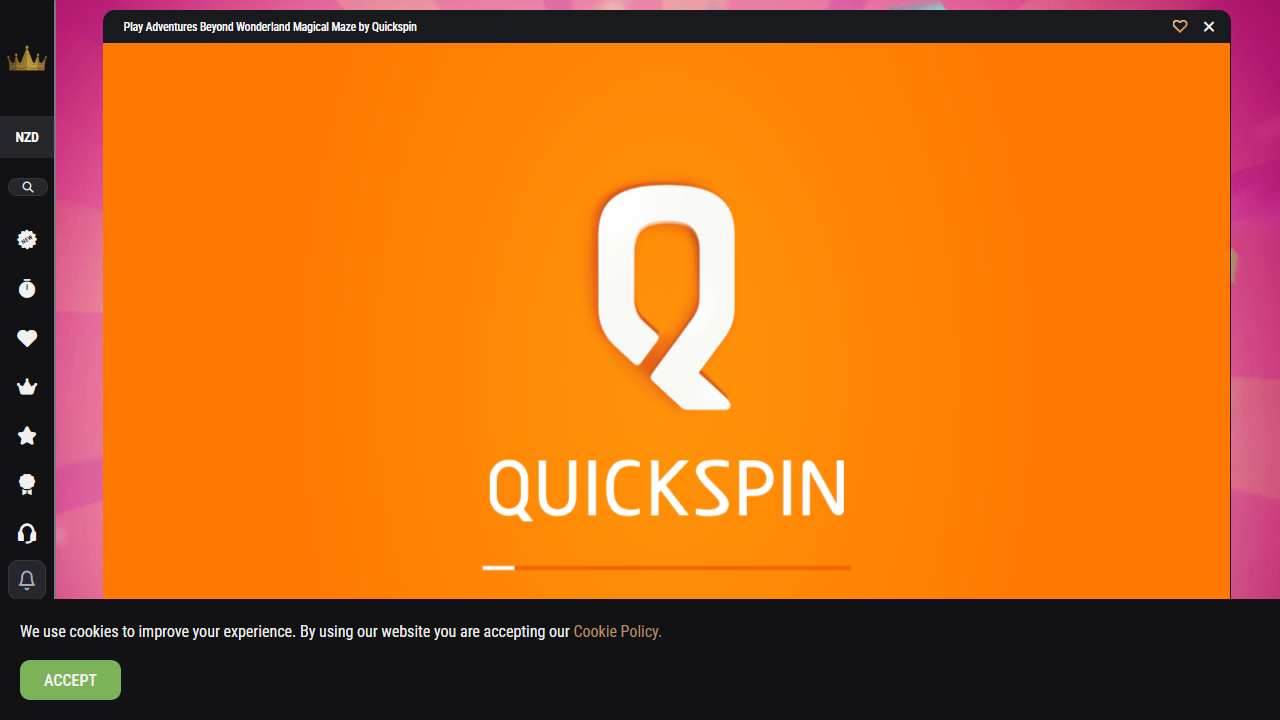 Play Adventures Beyond Wonderland Magical Maze by Quickspin
NZD
NEW
QUICKSPIN
We use cookies to improve your experience. By using our website you are accepting our Cookie Policy.
ACCEPT